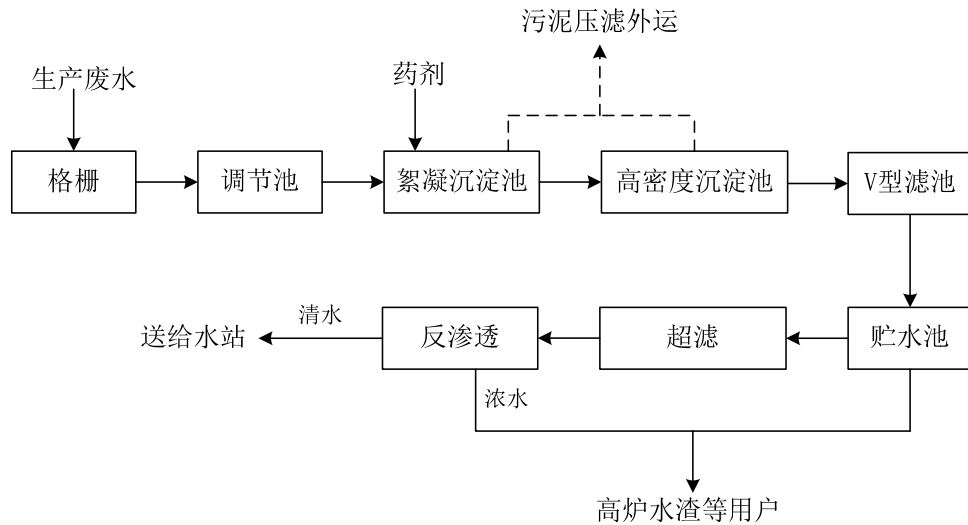 污泥压滤外运
生产废水
药剂
格栅
调节池
絮凝沉淀池
高密度沉淀池
V型滤池
送给水站
清水
反渗透
超滤
贮水池
浓水
高炉水渣等用户